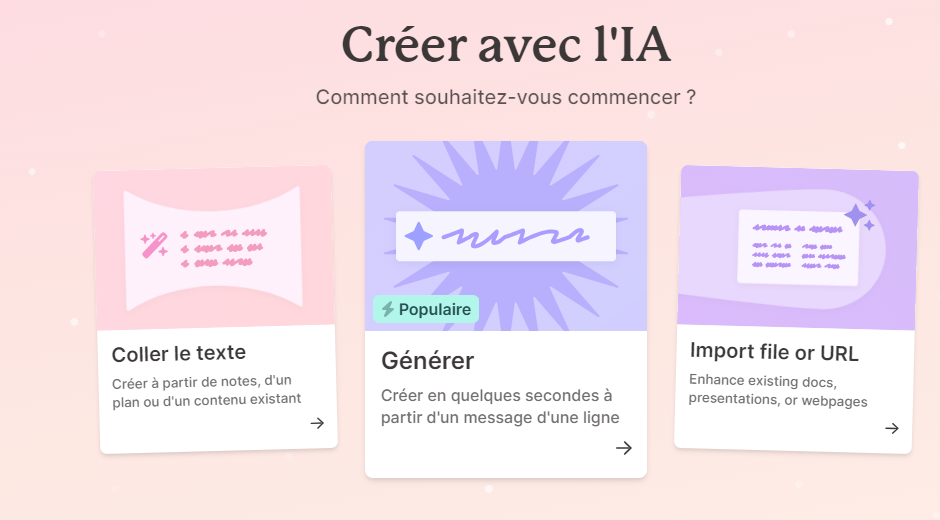 Créer avec l'IA
Comment souhaitez-vous commencer ?
Coller le texte
Créer à partir de notes, d'un
plan ou d'un contenu existant
Populaire
Générer
Créer en quelques secondes à
partir d'un message d'une ligne
Import file or URL
Enhance existing docs,
presentations, or webpages